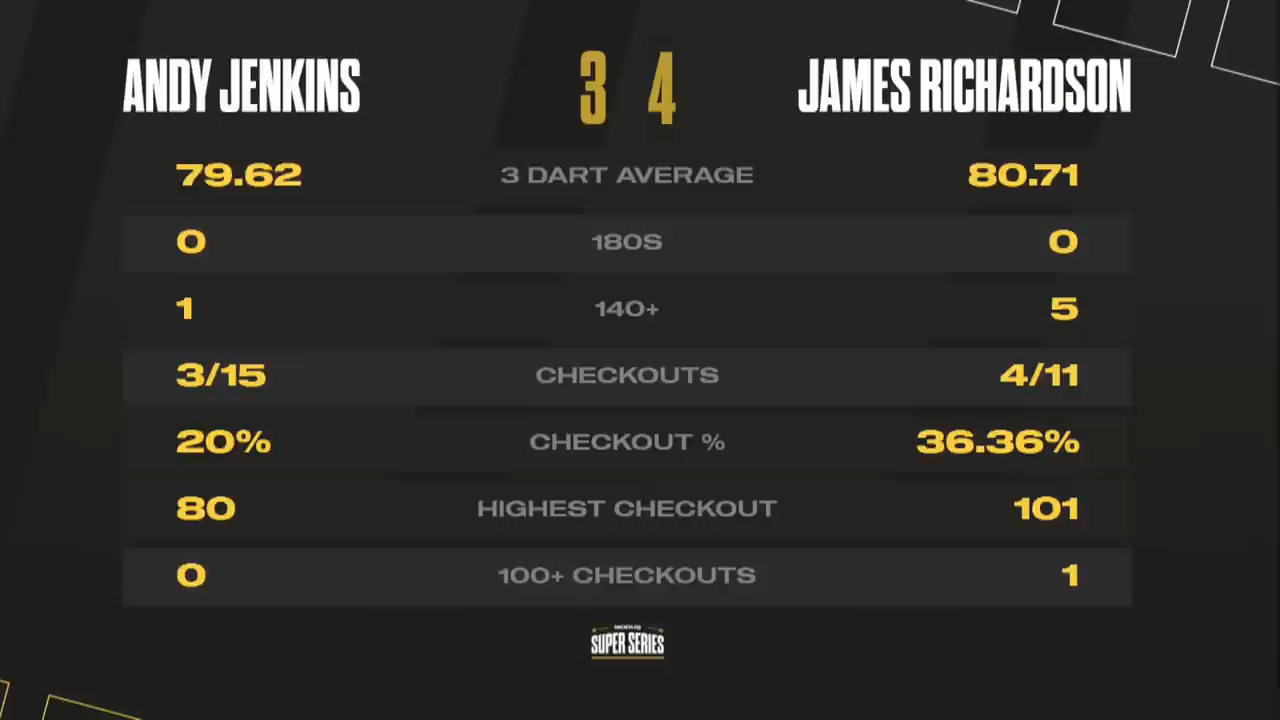 ANDY JENKINS 3 4 JAMES RICHARDSON
79.62 3 DART AVERAGE 80.71
0 180S 0
1 140+ 5
3/15 CHECKOUTS 4/11
20% CHECKOUT % 36.36%
80 HIGHEST CHECKOUT 101
0 100+ CHECKOUTS 1
MODUS
SUPER SERIES